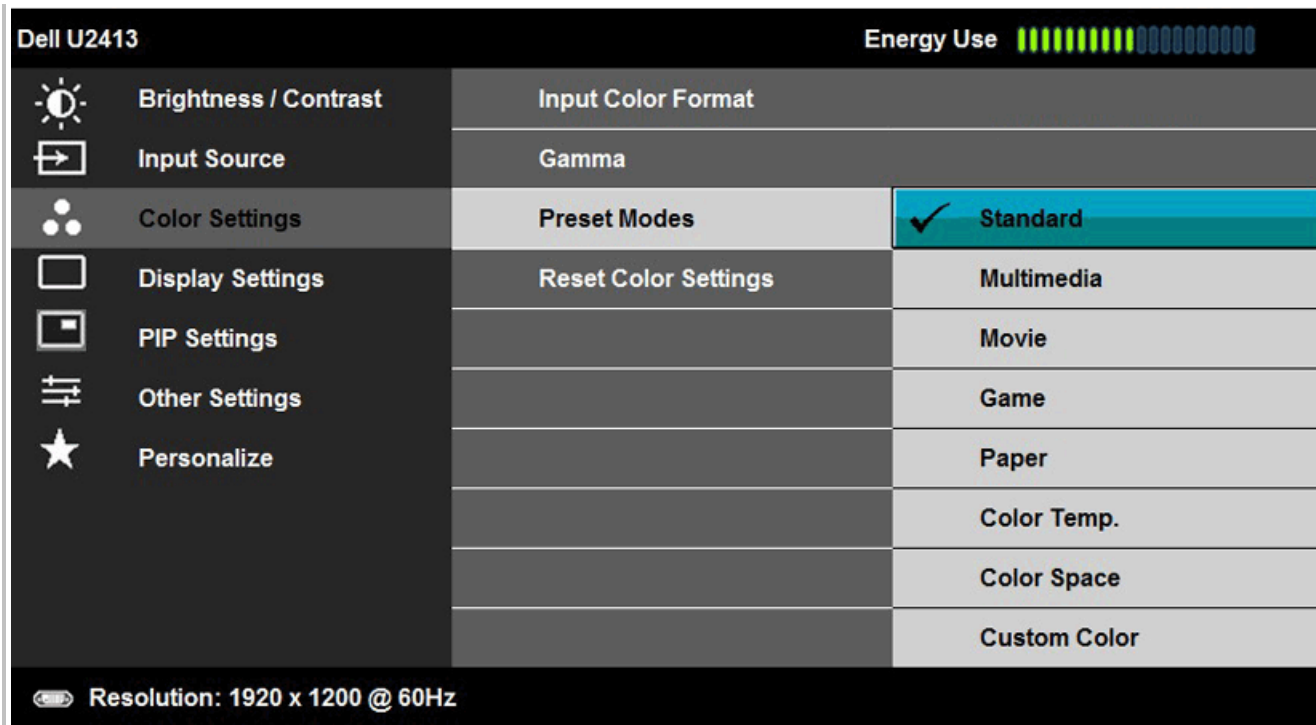 Dell U2413
Energy Use
Brightness / Contrast
Input Source
Color Settings
Display Settings
PIP Settings
Other Settings
Personalize
Input Color Format
Gamma
Preset Modes
Reset Color Settings
Standard
Multimedia
Movie
Game
Paper
Color Temp.
Color Space
Custom Color
Resolution: 1920 x 1200 @ 60Hz